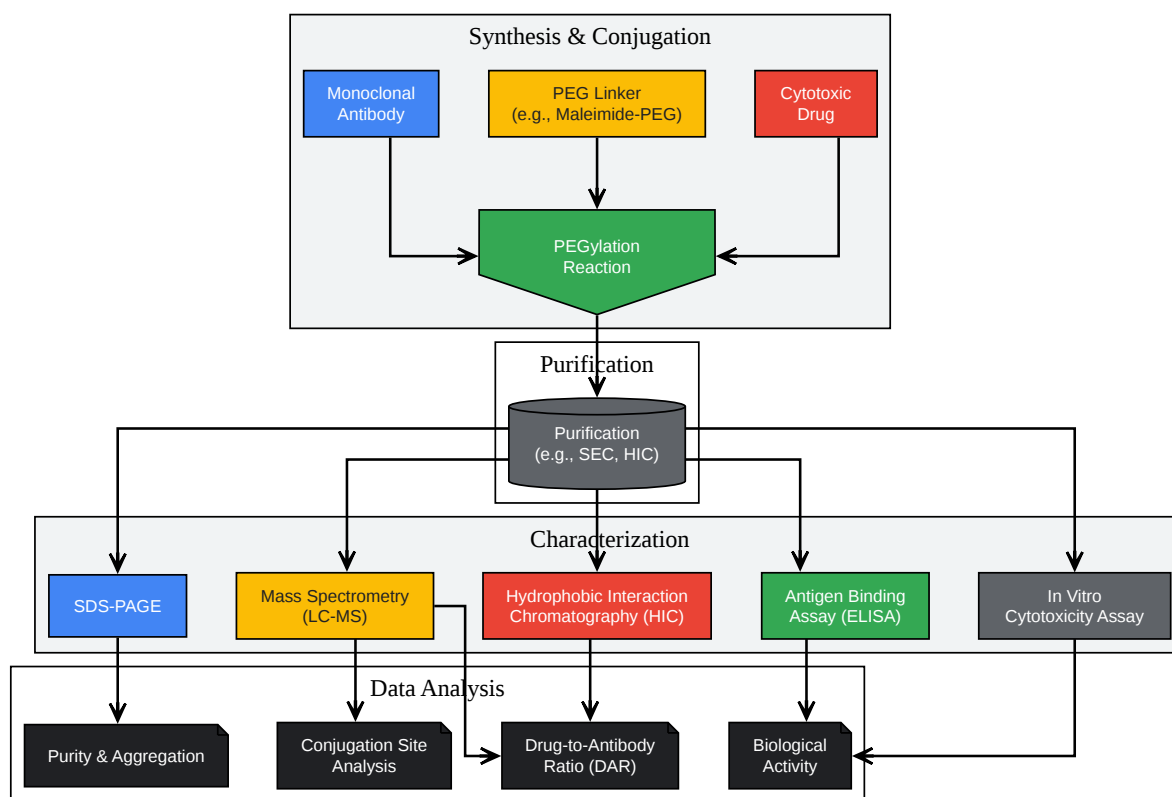 Synthesis & Conjugation
Monoclonal
Antibody
PEG Linker
(e.g., Maleimide-PEG)
Cytotoxic
Drug
PEGylation
Reaction
Purification
Purification
(e.g., SEC, HIC)
Characterization
SDS-PAGE
Mass Spectrometry
(LC-MS)
Hydrophobic Interaction
Chromatography (HIC)
Antigen Binding
Assay (ELISA)
In Vitro
Cytotoxicity Assay
Data Analysis
Purity & Aggregation
Conjugation Site
Analysis
Drug-to-Antibody
Ratio (DAR)
Biological
Activity